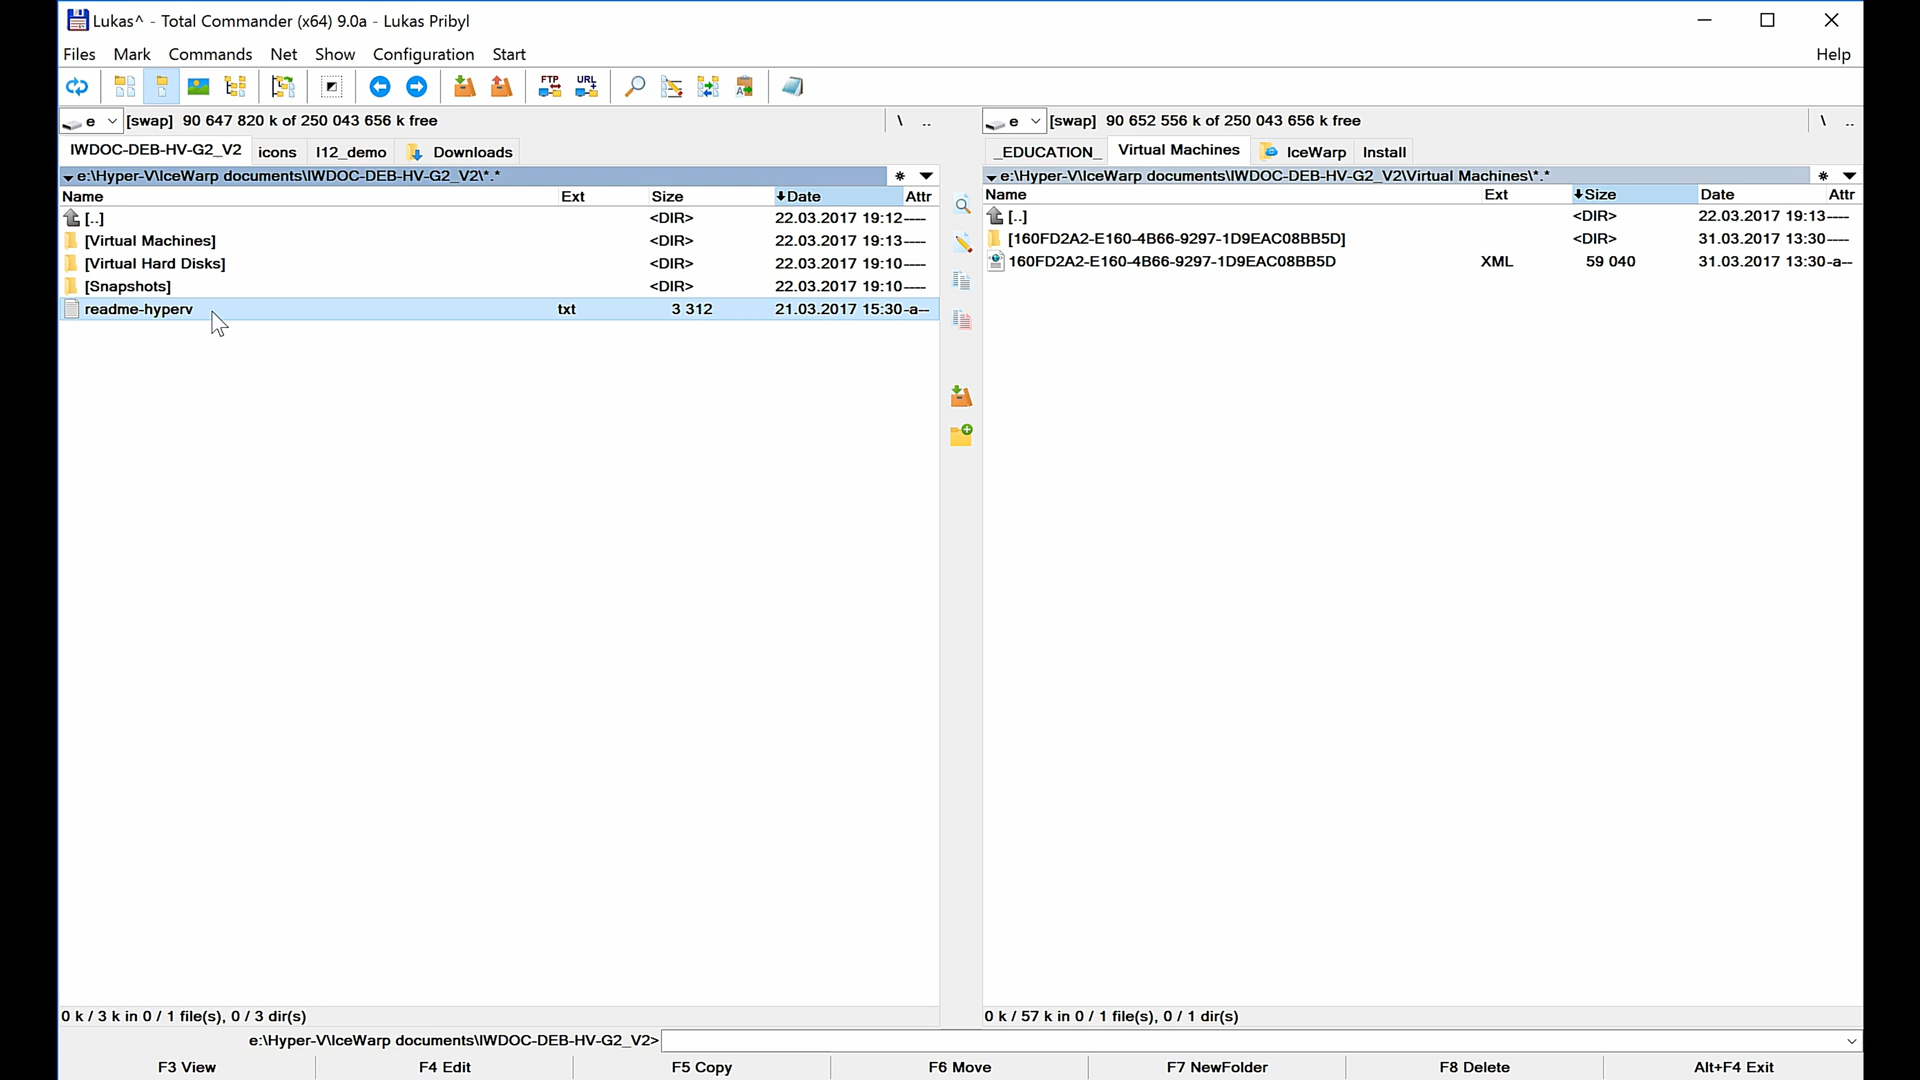 Lukas^ - Total Commander (x64) 9.0a - Lukas Pribyl
Files Mark Commands Net Show Configuration Start Help
FTP URL
e [swap] 90 647 820 k of 250 043 656 k free \ ..
e [swap] 90 652 556 k of 250 043 656 k free \ ..
IWDOC-DEB-HV-G2_V2 icons I12_demo Downloads
_EDUCATION_ Virtual Machines IceWarp Install
e:\Hyper-V\IceWarp documents\IWDOC-DEB-HV-G2_V2\*.* *
Name Ext Size Date Attr
[..] <DIR> 22.03.2017 19:12----
[Virtual Machines] <DIR> 22.03.2017 19:13----
[Virtual Hard Disks] <DIR> 22.03.2017 19:10----
[Snapshots] <DIR> 22.03.2017 19:10----
readme-hyperv txt 3 312 21.03.2017 15:30-a--
e:\Hyper-V\IceWarp documents\IWDOC-DEB-HV-G2_V2\Virtual Machines\*.* *
Name Ext Size Date Attr
[..] <DIR> 22.03.2017 19:13----
[160FD2A2-E160-4B66-9297-1D9EAC08BB5D] <DIR> 31.03.2017 13:30----
160FD2A2-E160-4B66-9297-1D9EAC08BB5D XML 59 040 31.03.2017 13:30-a--
0 k / 3 k in 0 / 1 file(s), 0 / 3 dir(s)
0 k / 57 k in 0 / 1 file(s), 0 / 1 dir(s)
e:\Hyper-V\IceWarp documents\IWDOC-DEB-HV-G2_V2>
F3 View F4 Edit F5 Copy F6 Move F7 NewFolder F8 Delete Alt+F4 Exit